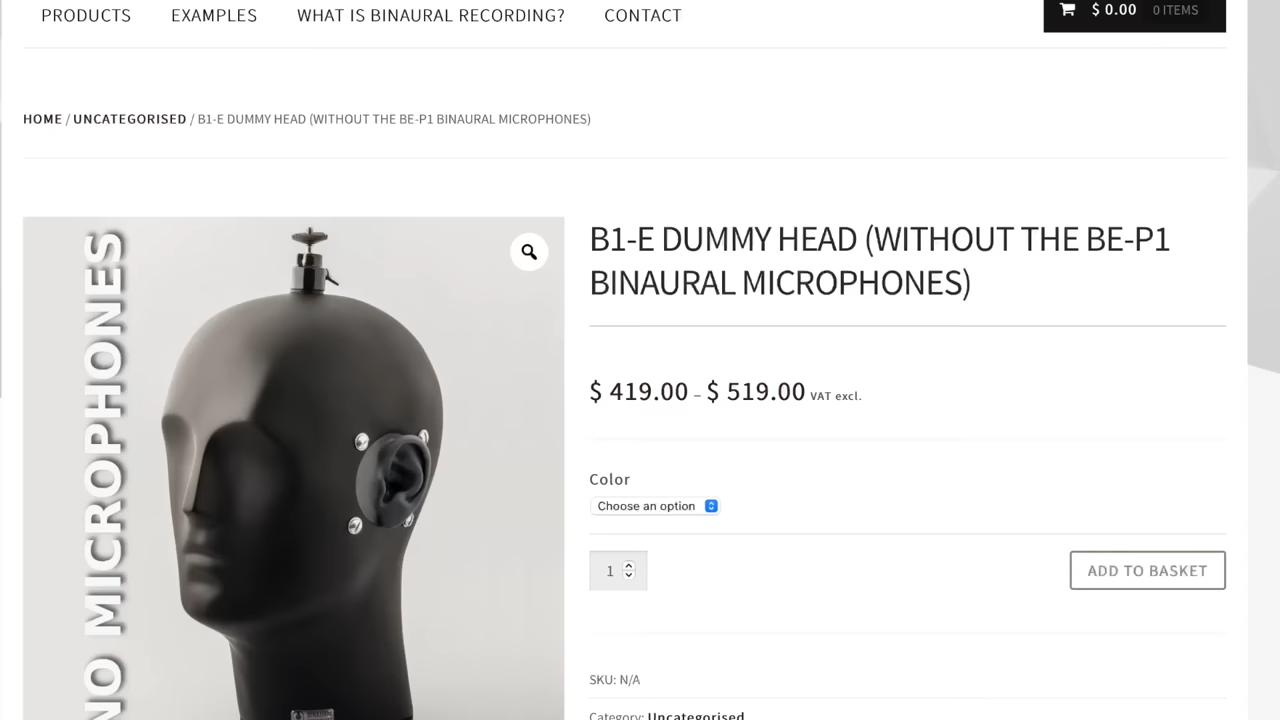 PRODUCTS EXAMPLES WHAT IS BINAURAL RECORDING? CONTACT
$ 0.00 0 ITEMS
HOME / UNCATEGORISED / B1-E DUMMY HEAD (WITHOUT THE BE-P1 BINAURAL MICROPHONES)
NO MICROPHONES
B1-E DUMMY HEAD (WITHOUT THE BE-P1
BINAURAL MICROPHONES)
$ 419.00 – $ 519.00 VAT excl.
Color
Choose an option
1
ADD TO BASKET
SKU: N/A
Category: Uncategorised